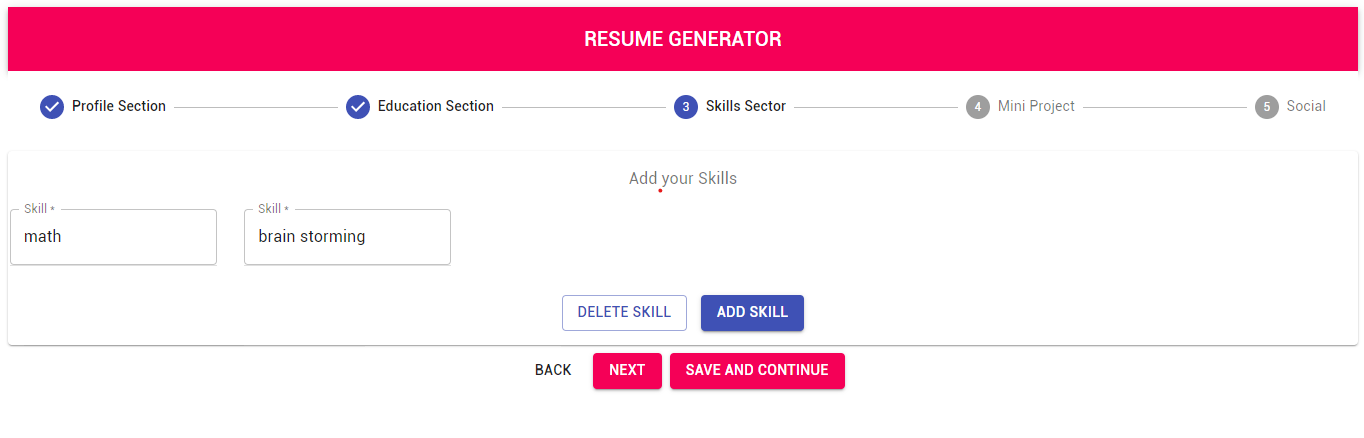 RESUME GENERATOR
Profile Section Education Section 3 Skills Sector 4 Mini Project 5 Social
Add your Skills
Skill * Skill *
math brain storming
DELETE SKILL ADD SKILL
BACK NEXT SAVE AND CONTINUE